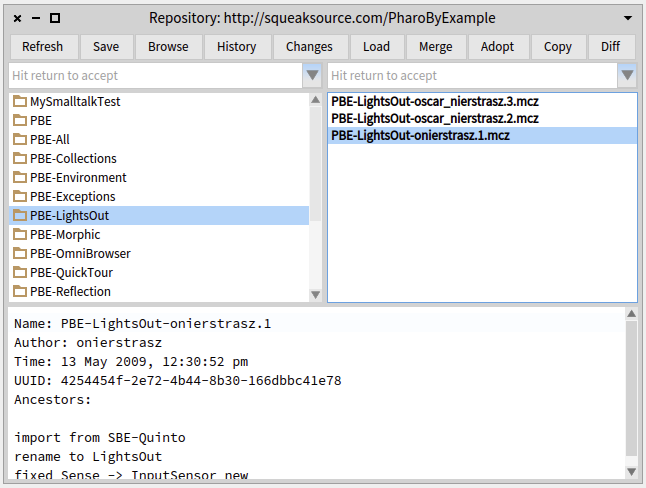 Repository: http://squeaksource.com/PharoByExample
Refresh Save Browse History Changes Load Merge Adopt Copy Diff
Hit return to accept
Hit return to accept
MySmalltalkTest
PBE
PBE-All
PBE-Collections
PBE-Environment
PBE-Exceptions
PBE-LightsOut
PBE-Morphic
PBE-OmniBrowser
PBE-QuickTour
PBE-Reflection
PBE-LightsOut-oscar_nierstrasz.3.mcz
PBE-LightsOut-oscar_nierstrasz.2.mcz
PBE-LightsOut-onierstrasz.1.mcz
Name: PBE-LightsOut-onierstrasz.1
Author: onierstrasz
Time: 13 May 2009, 12:30:52 pm
UUID: 4254454f-2e72-4b44-8b30-166dbbc41e78
Ancestors:
import from SBE-Quinto
rename to LightsOut
fixed Sense -> InputSensor new